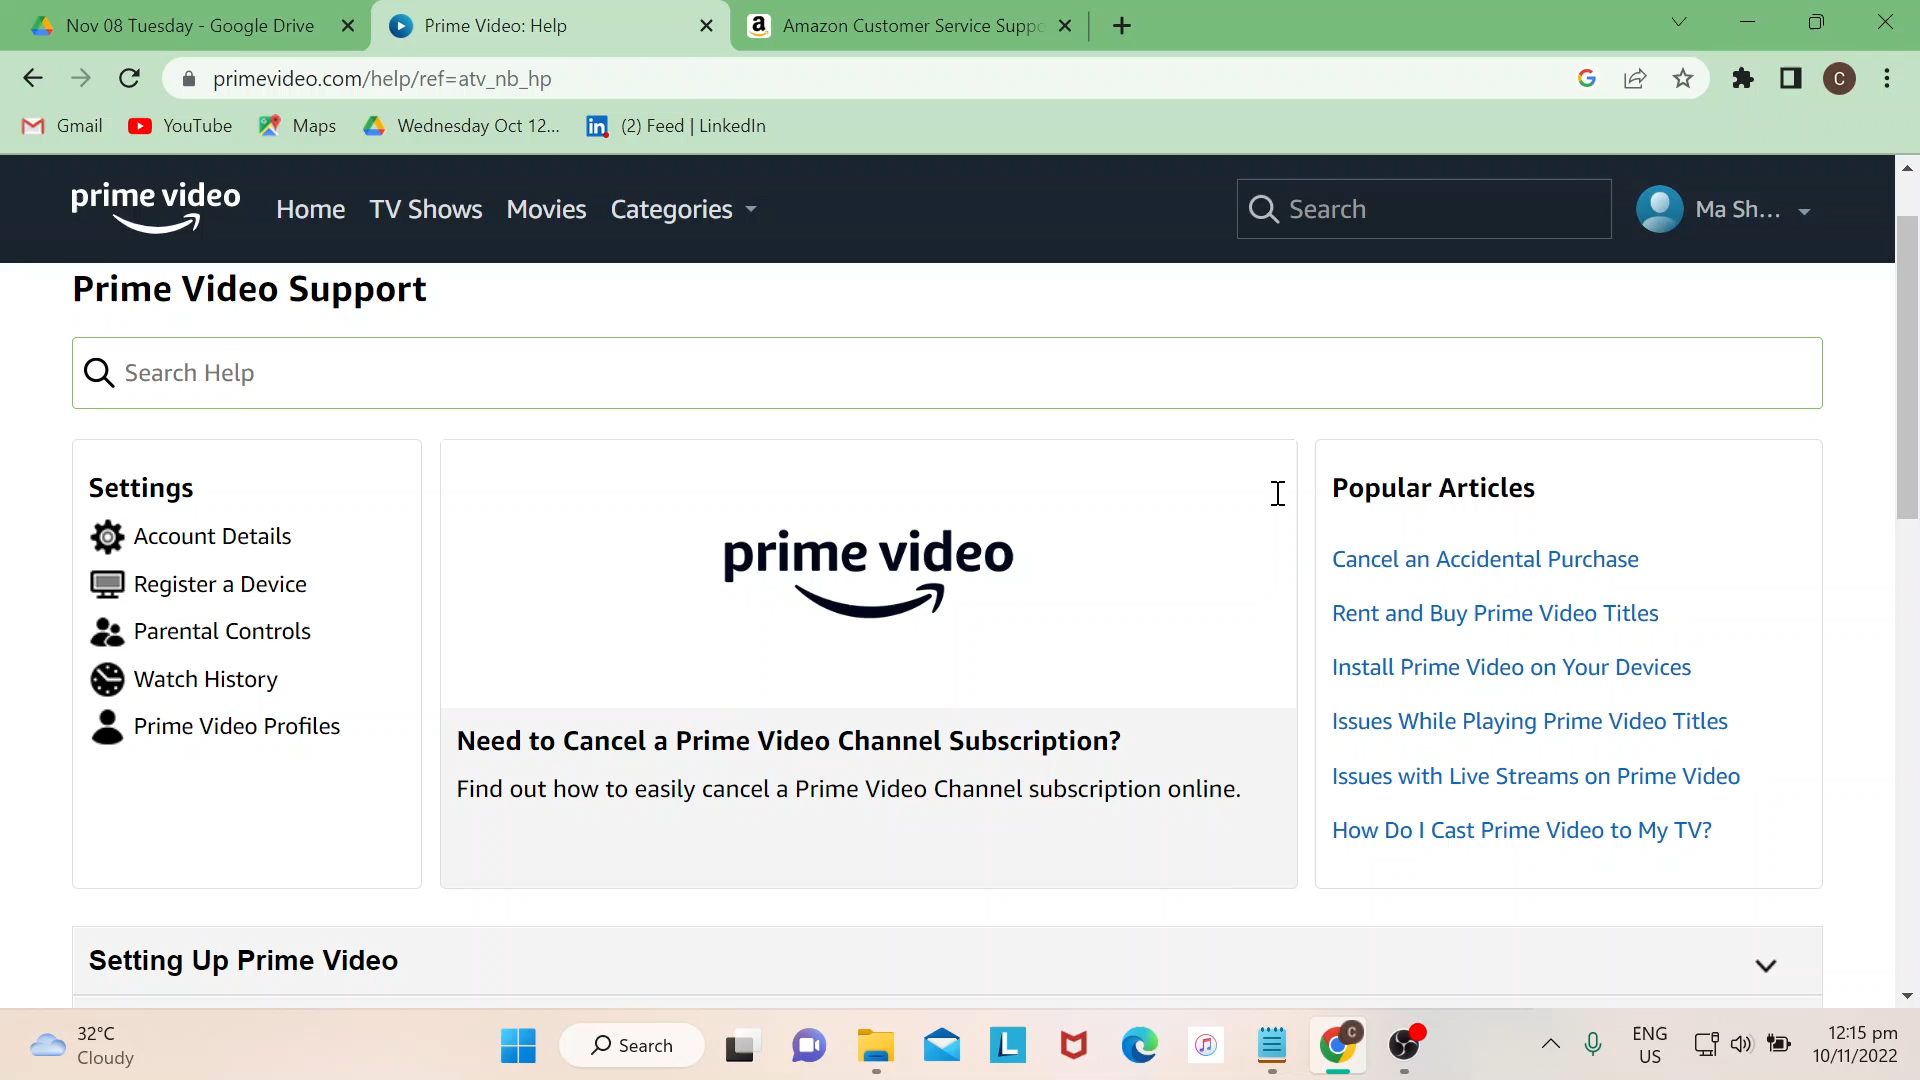 Nov 08 Tuesday - Google Drive
Prime Video: Help
Amazon Customer Service Suppo
primevideo.com/help/ref=atv_nb_hp
C
Gmail
YouTube
Maps
Wednesday Oct 12...
(2) Feed | LinkedIn
prime video
Home
TV Shows
Movies
Categories
Search
Ma Sh...
Prime Video Support
Search Help
Settings
Account Details
Register a Device
Parental Controls
Watch History
Prime Video Profiles
prime video
Need to Cancel a Prime Video Channel Subscription?
Find out how to easily cancel a Prime Video Channel subscription online.
Popular Articles
Cancel an Accidental Purchase
Rent and Buy Prime Video Titles
Install Prime Video on Your Devices
Issues While Playing Prime Video Titles
Issues with Live Streams on Prime Video
How Do I Cast Prime Video to My TV?
Setting Up Prime Video
32°C
Cloudy
Search
L
C
ENG
US
12:15 pm
10/11/2022